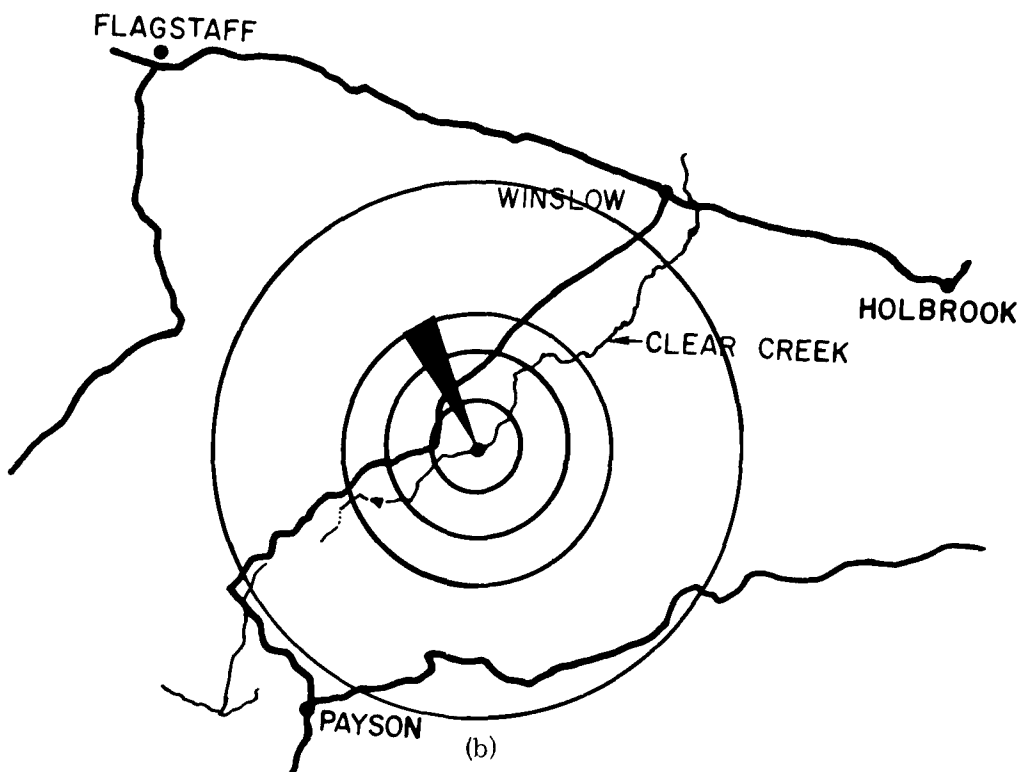 FLAGSTAFF
WINSLOW
HOLBROOK
CLEAR CREEK
PAYSON
(b)